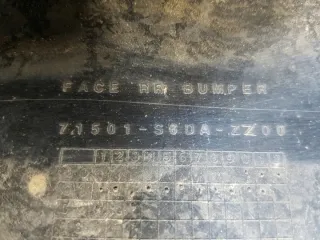 FACE RR BUMPER
71501-S6DA-ZZ00